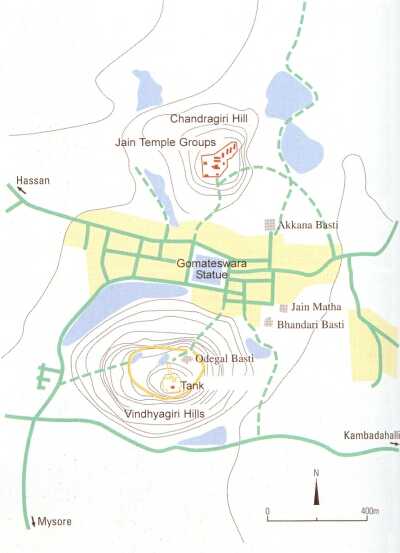 Chandragiri Hill
Jain Temple Groups
Hassan
Akkana Basti
Gomateswara
Statue
Jain Matha
Bhandari Basti
Odegal Basti
Tank
Vindhyagiri Hills
Kambadahalli
N
0 400m
Mysore